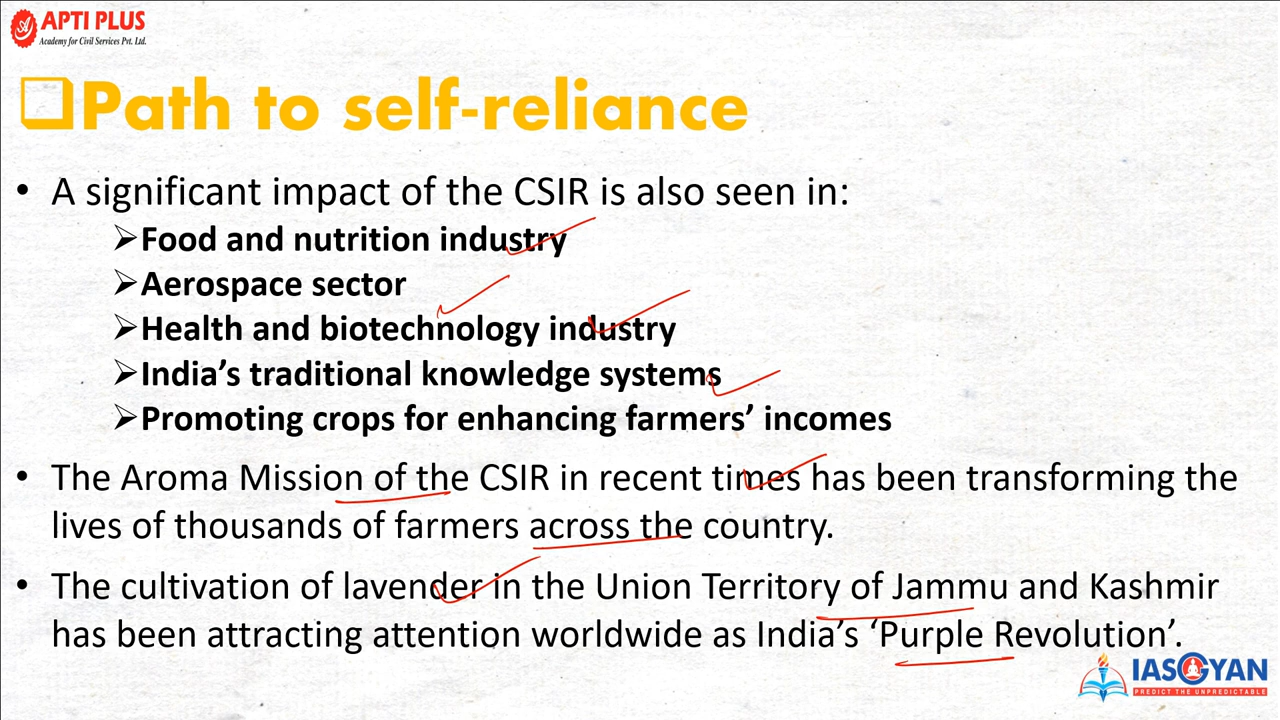 APTI PLUS
Academy for Civil Services Pvt. Ltd.
Path to self-reliance
• A significant impact of the CSIR is also seen in:
➢Food and nutrition industry
➢Aerospace sector
➢Health and biotechnology industry
➢India’s traditional knowledge systems
➢Promoting crops for enhancing farmers’ incomes
• The Aroma Mission of the CSIR in recent times has been transforming the
lives of thousands of farmers across the country.
• The cultivation of lavender in the Union Territory of Jammu and Kashmir
has been attracting attention worldwide as India’s ‘Purple Revolution’.
IASGYAN
PREDICT THE UNPREDICTABLE